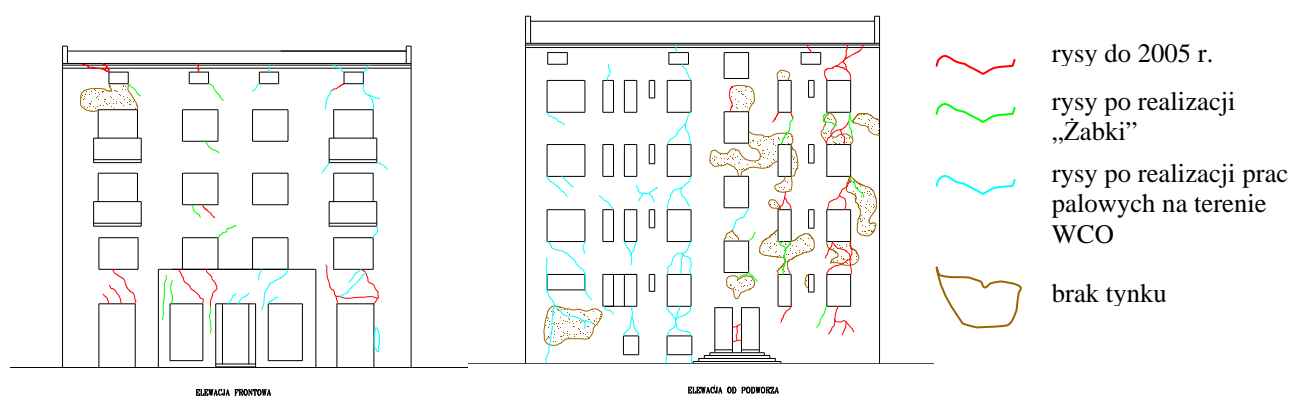 rysy do 2005 r.
rysy po realizacji
„Żabki”
rysy po realizacji prac
palowych na terenie
WCO
brak tynku
ELEWACJA FRONTOWA
ELEWACJA OD PODWORZA